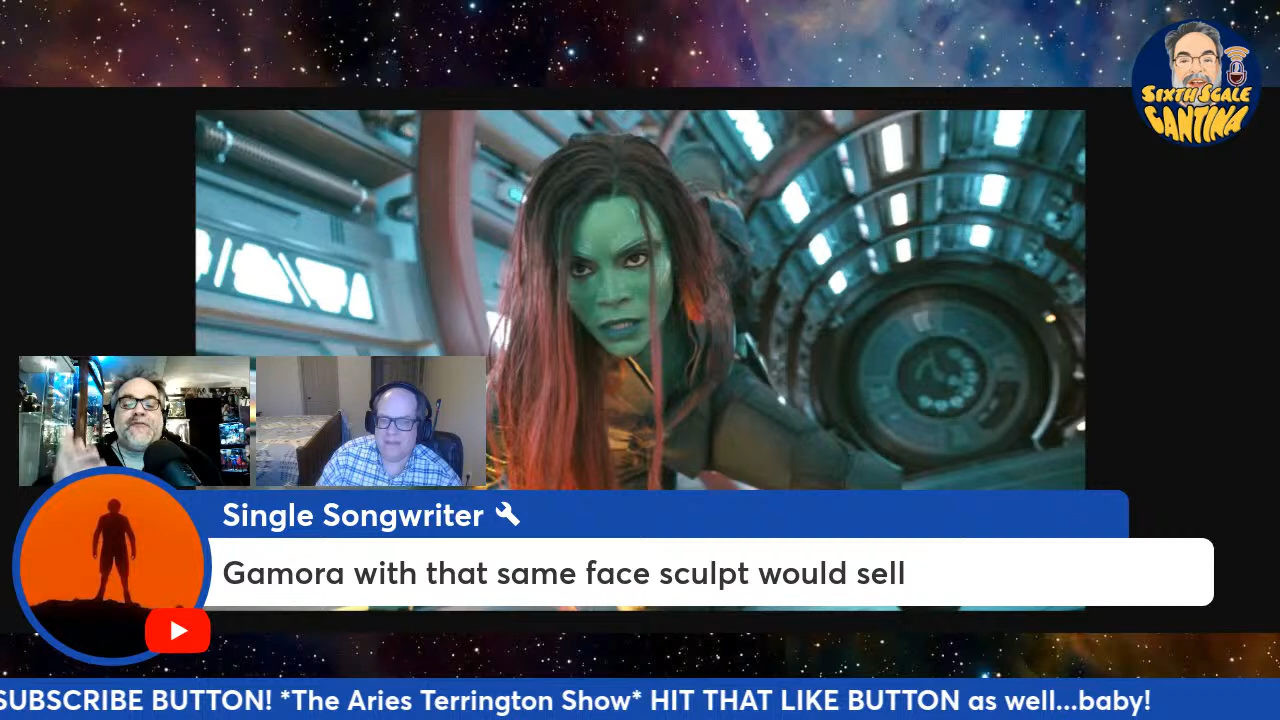 SIXTH SCALE
CANTINA
Single Songwriter
Gamora with that same face sculpt would sell
SUBSCRIBE BUTTON! *The Aries Terrington Show* HIT THAT LIKE BUTTON as well...baby!